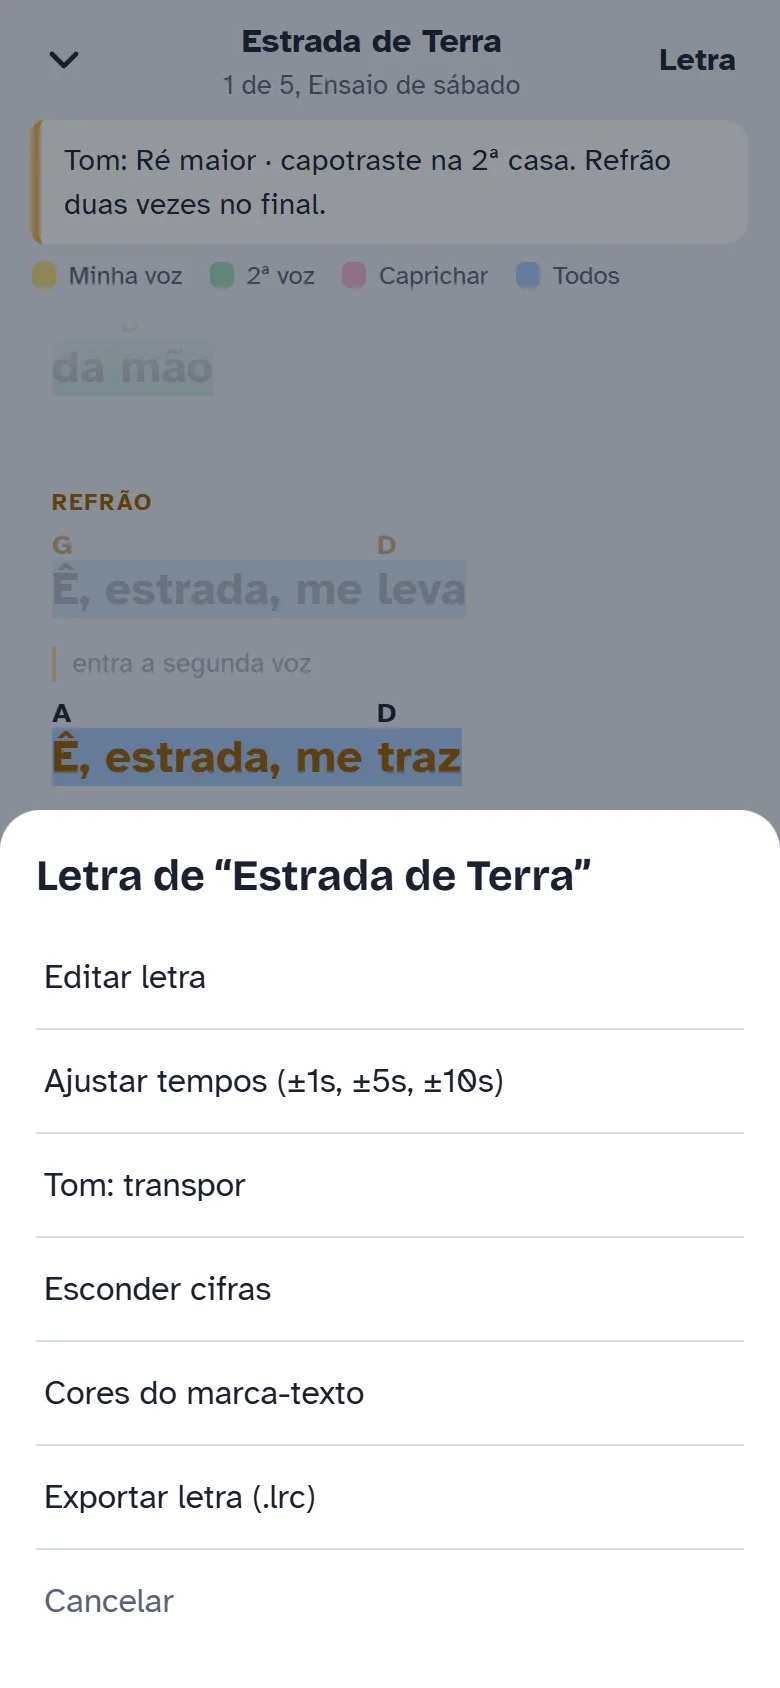 Estrada de Terra
1 de 5, Ensaio de sábado
Letra
Tom: Ré maior · capotraste na 2ª casa. Refrão
duas vezes no final.
Minha voz
2ª voz
Caprichar
Todos
D
da mão
REFRÃO
G D
Ê, estrada, me leva
entra a segunda voz
A D
Ê, estrada, me traz
Letra de “Estrada de Terra”
Editar letra
Ajustar tempos (±1s, ±5s, ±10s)
Tom: transpor
Esconder cifras
Cores do marca-texto
Exportar letra (.lrc)
Cancelar